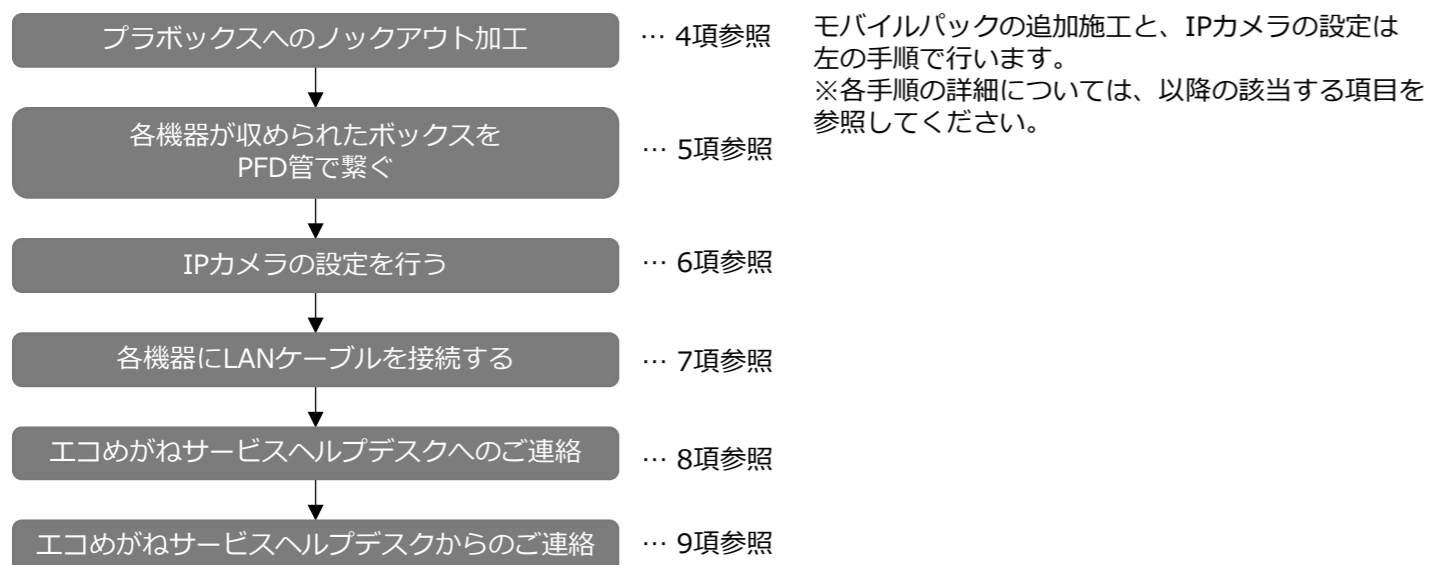 プラボックスへのノックアウト加工
… 4項参照
各機器が収められたボックスを
PFD管で繋ぐ
… 5項参照
IPカメラの設定を行う
… 6項参照
各機器にLANケーブルを接続する
… 7項参照
エコめがねサービスヘルプデスクへのご連絡
… 8項参照
エコめがねサービスヘルプデスクからのご連絡
… 9項参照
モバイルパックの追加施工と、IPカメラの設定は
左の手順で行います。
※各手順の詳細については、以降の該当する項目を
参照してください。